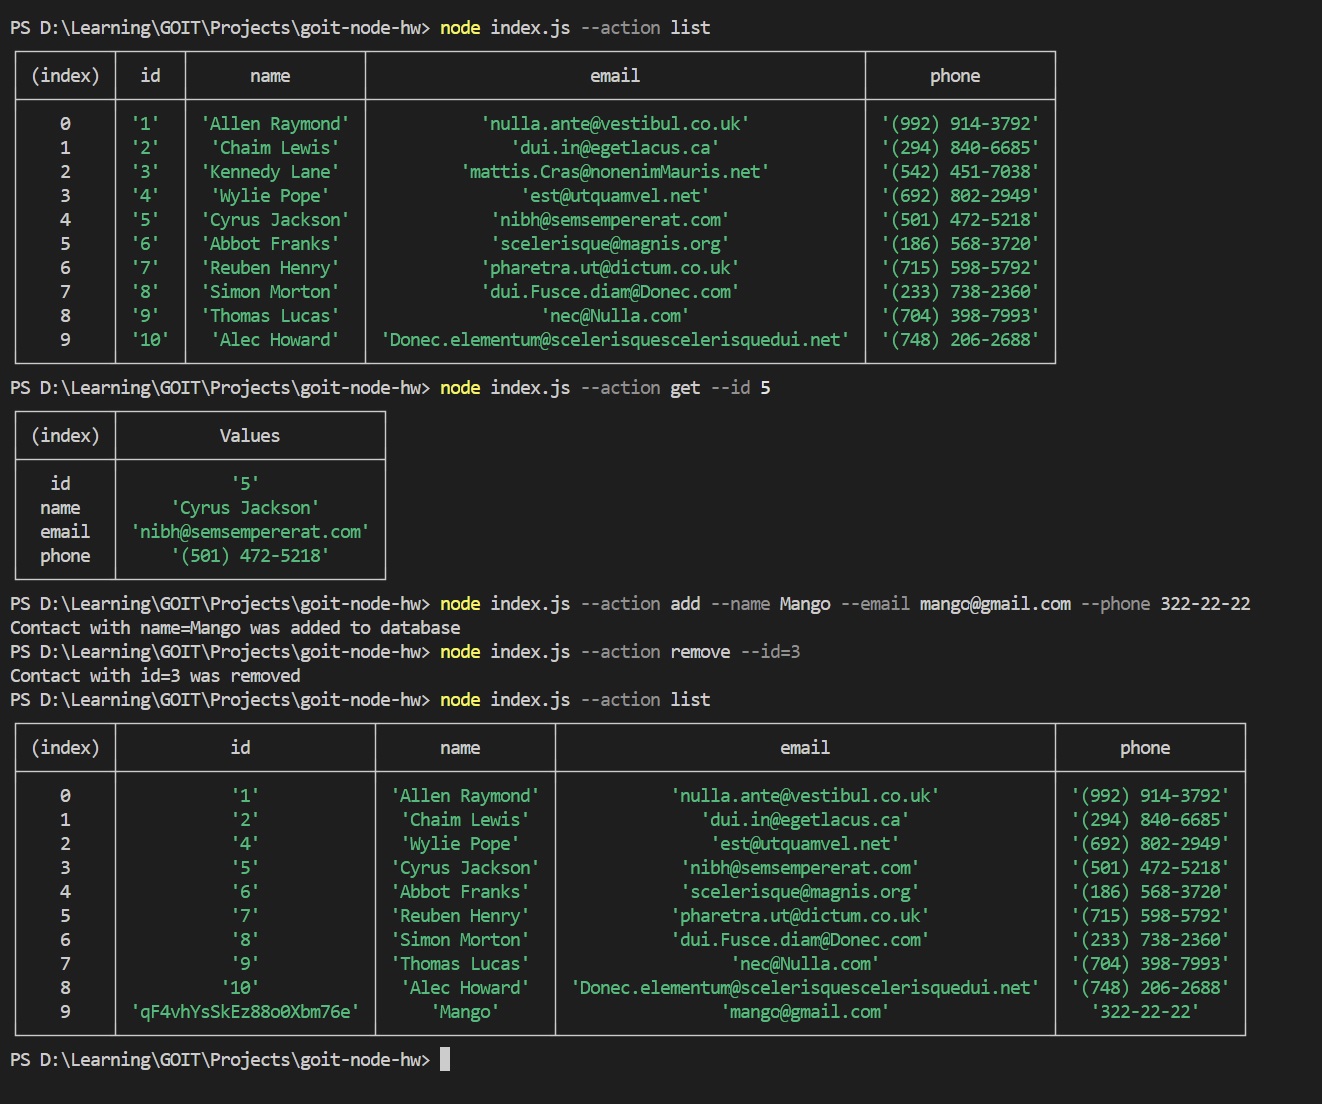 PS D:\Learning\GOIT\Projects\goit-node-hw> node index.js --action list
(index) id name email phone
0 '1' 'Allen Raymond' 'nulla.ante@vestibul.co.uk' '(992) 914-3792'
1 '2' 'Chaim Lewis' 'dui.in@egetlacus.ca' '(294) 840-6685'
2 '3' 'Kennedy Lane' 'mattis.Cras@nonenimMauris.net' '(542) 451-7038'
3 '4' 'Wylie Pope' 'est@utquamvel.net' '(692) 802-2949'
4 '5' 'Cyrus Jackson' 'nibh@semsempererat.com' '(501) 472-5218'
5 '6' 'Abbot Franks' 'scelerisque@magnis.org' '(186) 568-3720'
6 '7' 'Reuben Henry' 'pharetra.ut@dictum.co.uk' '(715) 598-5792'
7 '8' 'Simon Morton' 'dui.Fusce.diam@Donec.com' '(233) 738-2360'
8 '9' 'Thomas Lucas' 'nec@Nulla.com' '(704) 398-7993'
9 '10' 'Alec Howard' 'Donec.elementum@scelerisquescelerisquedui.net' '(748) 206-2688'
PS D:\Learning\GOIT\Projects\goit-node-hw> node index.js --action get --id 5
(index) Values
id '5'
name 'Cyrus Jackson'
email 'nibh@semsempererat.com'
phone '(501) 472-5218'
PS D:\Learning\GOIT\Projects\goit-node-hw> node index.js --action add --name Mango --email mango@gmail.com --phone 322-22-22
Contact with name=Mango was added to database
PS D:\Learning\GOIT\Projects\goit-node-hw> node index.js --action remove --id=3
Contact with id=3 was removed
PS D:\Learning\GOIT\Projects\goit-node-hw> node index.js --action list
(index) id name email phone
0 '1' 'Allen Raymond' 'nulla.ante@vestibul.co.uk' '(992) 914-3792'
1 '2' 'Chaim Lewis' 'dui.in@egetlacus.ca' '(294) 840-6685'
2 '4' 'Wylie Pope' 'est@utquamvel.net' '(692) 802-2949'
3 '5' 'Cyrus Jackson' 'nibh@semsempererat.com' '(501) 472-5218'
4 '6' 'Abbot Franks' 'scelerisque@magnis.org' '(186) 568-3720'
5 '7' 'Reuben Henry' 'pharetra.ut@dictum.co.uk' '(715) 598-5792'
6 '8' 'Simon Morton' 'dui.Fusce.diam@Donec.com' '(233) 738-2360'
7 '9' 'Thomas Lucas' 'nec@Nulla.com' '(704) 398-7993'
8 '10' 'Alec Howard' 'Donec.elementum@scelerisquescelerisquedui.net' '(748) 206-2688'
9 'qF4vhYsSkEz88o0Xbm76e' 'Mango' 'mango@gmail.com' '322-22-22'
PS D:\Learning\GOIT\Projects\goit-node-hw>